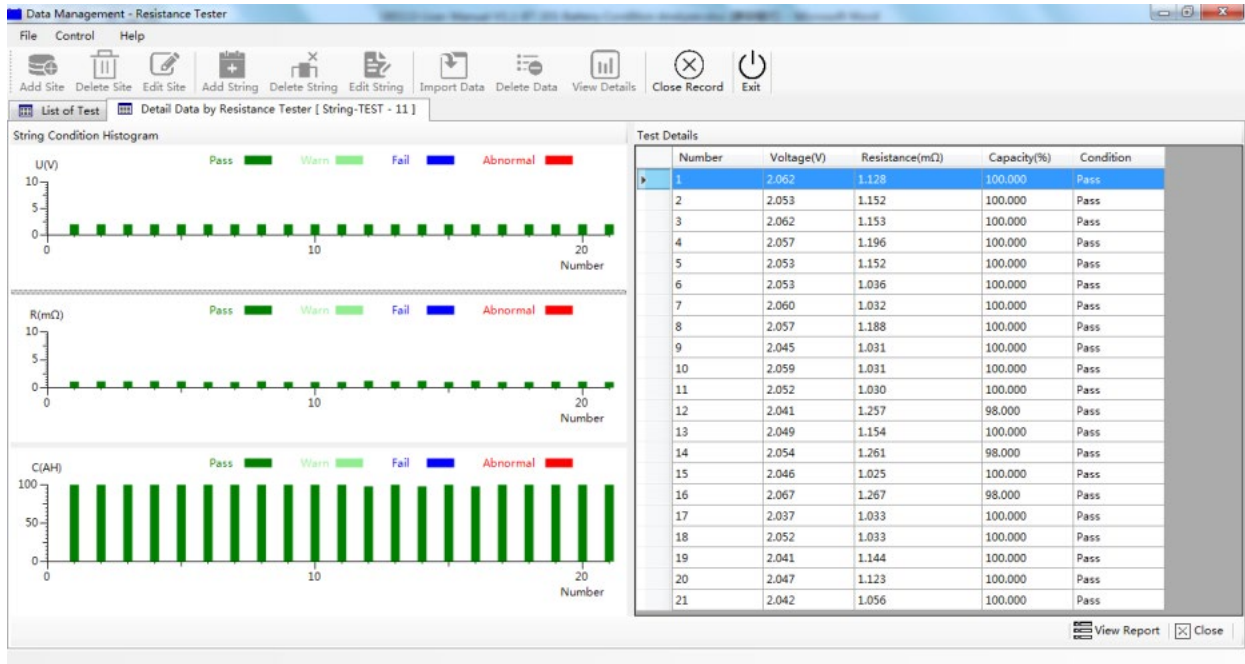 Data Management - Resistance Tester
File Control Help
Add Site Delete Site Edit Site Add String Delete String Edit String Import Data Delete Data View Details Close Record Exit
List of Test Detail Data by Resistance Tester [ String-TEST - 11 ]
String Condition Histogram
U(V) Pass Warn Fail Abnormal
10
5
0
0 10 20
Number
R(mΩ) Pass Warn Fail Abnormal
10
5
0
0 10 20
Number
C(AH) Pass Warn Fail Abnormal
100
50
0
0 10 20
Number
Test Details
Number Voltage(V) Resistance(mΩ) Capacity(%) Condition
1 2.062 1.128 100.000 Pass
2 2.053 1.152 100.000 Pass
3 2.062 1.153 100.000 Pass
4 2.057 1.196 100.000 Pass
5 2.053 1.152 100.000 Pass
6 2.053 1.036 100.000 Pass
7 2.060 1.032 100.000 Pass
8 2.057 1.188 100.000 Pass
9 2.045 1.031 100.000 Pass
10 2.059 1.031 100.000 Pass
11 2.052 1.030 100.000 Pass
12 2.041 1.257 98.000 Pass
13 2.049 1.154 100.000 Pass
14 2.054 1.261 98.000 Pass
15 2.046 1.025 100.000 Pass
16 2.067 1.267 98.000 Pass
17 2.037 1.033 100.000 Pass
18 2.052 1.033 100.000 Pass
19 2.041 1.144 100.000 Pass
20 2.047 1.123 100.000 Pass
21 2.042 1.056 100.000 Pass
View Report Close